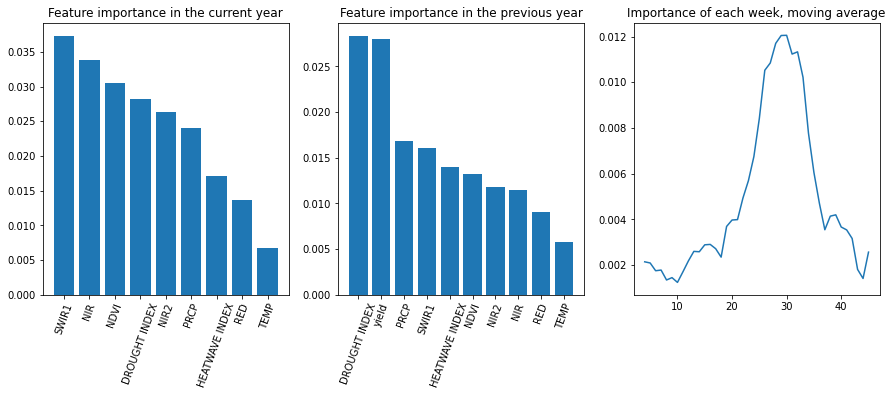 Feature importance in the current year
0.035
0.030
0.025
0.020
0.015
0.010
0.005
0.000
SWIR1
NIR
NDVI
DROUGHT INDEX
NIR2
PRCP
HEATWAVE INDEX
RED
TEMP
Feature importance in the previous year
0.025
0.020
0.015
0.010
0.005
0.000
DROUGHT INDEX
yield
PRCP
SWIR1
HEATWAVE INDEX
NDVI
NIR2
NIR
RED
TEMP
Importance of each week, moving average
0.012
0.010
0.008
0.006
0.004
0.002
10
20
30
40